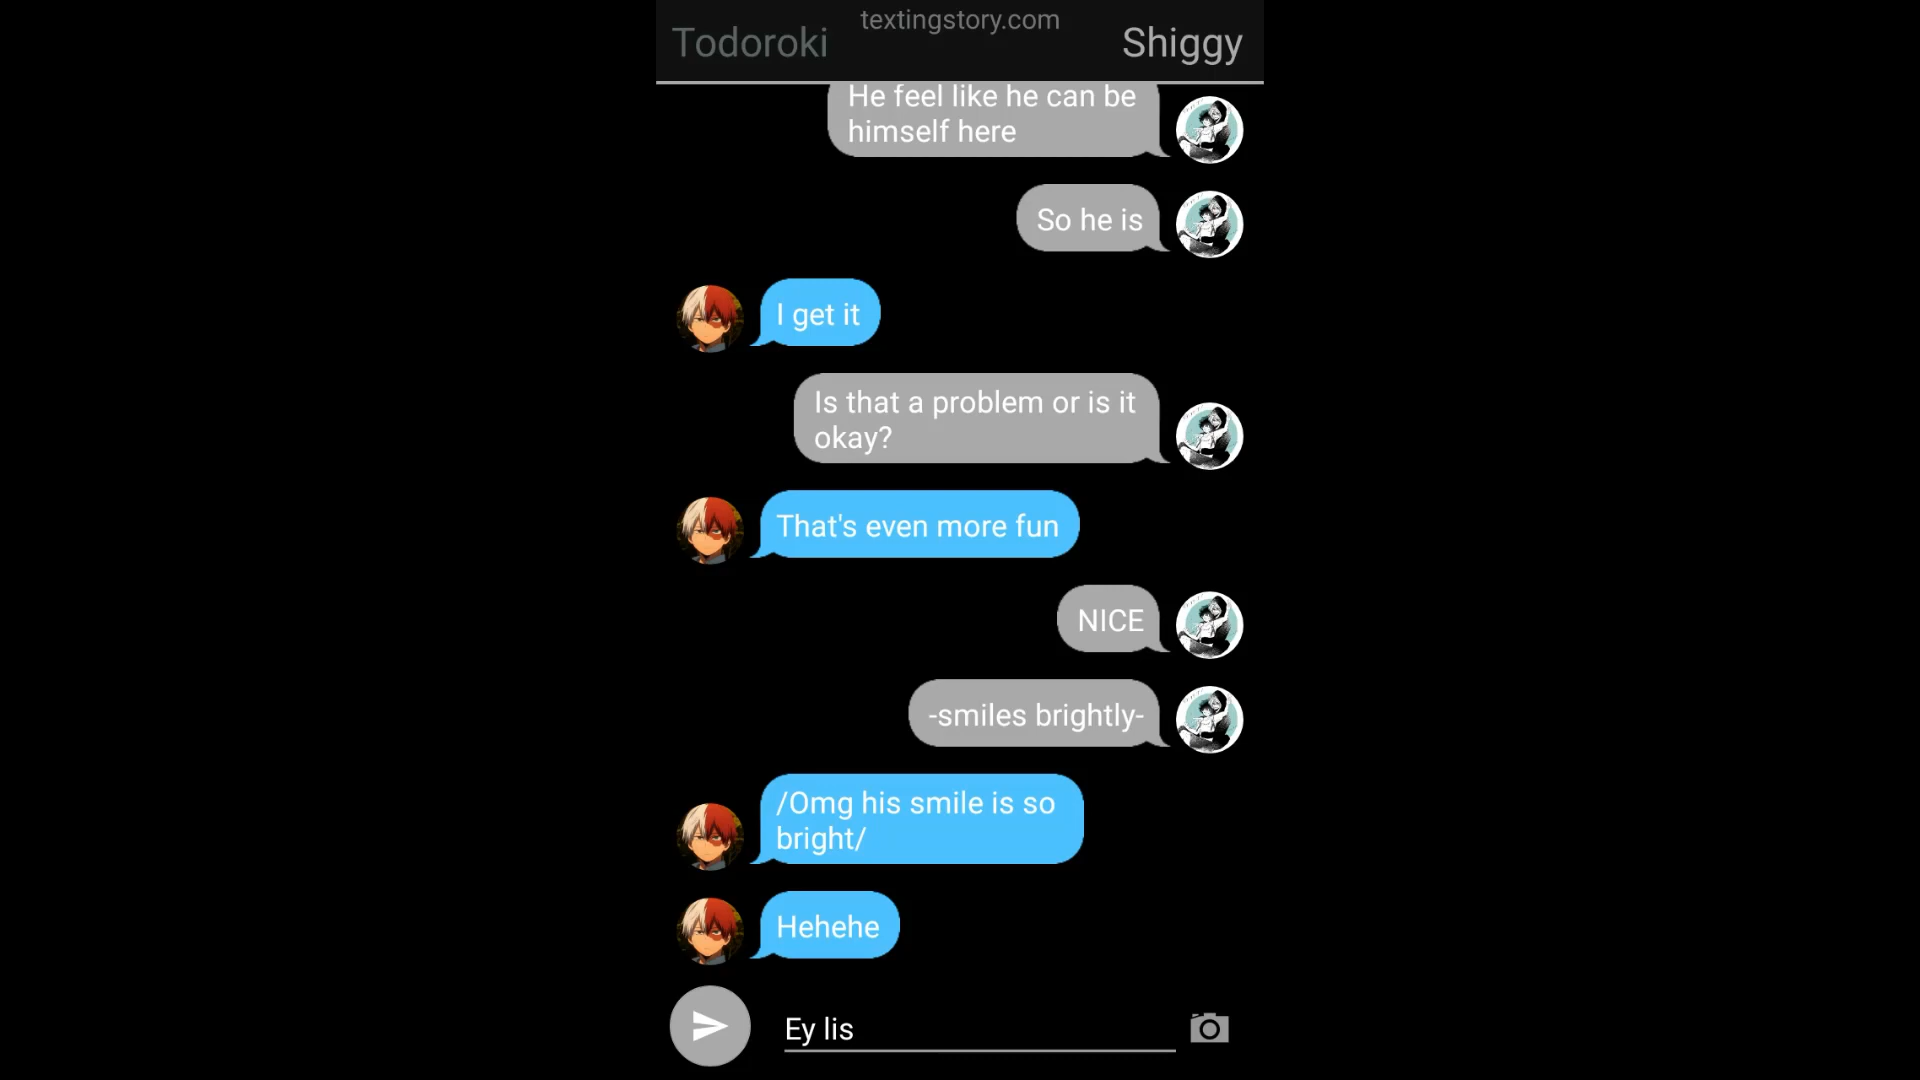 textingstory.com
Todoroki
Shiggy
He feel like he can be
himself here
So he is
I get it
Is that a problem or is it
okay?
That's even more fun
NICE
-smiles brightly-
/Omg his smile is so
bright/
Hehehe
Ey lis